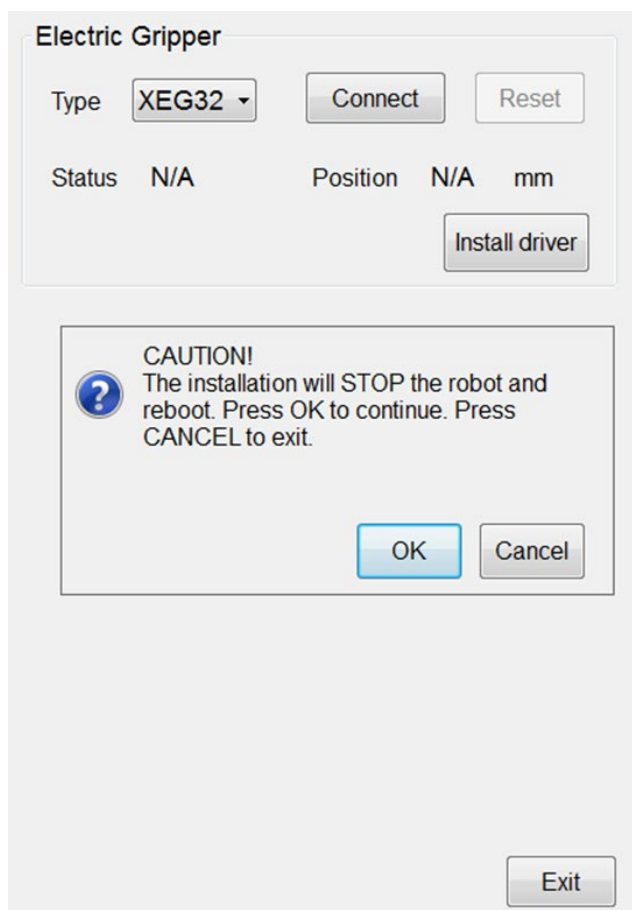 Electric Gripper
Type XEG32 Connect Reset
Status N/A Position N/A mm
Install driver
CAUTION!
The installation will STOP the robot and
reboot. Press OK to continue. Press
CANCEL to exit.
OK Cancel
Exit